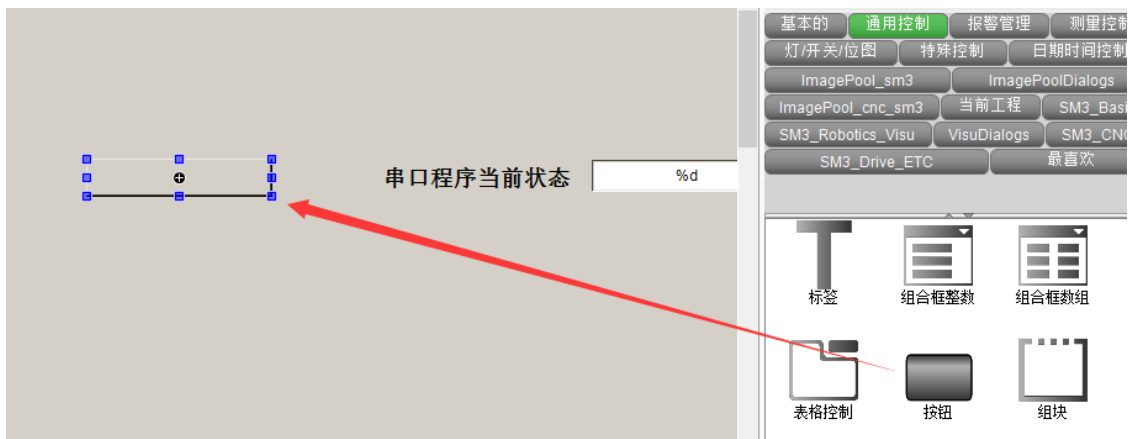 基本的 通用控制 报警管理 测量控制
灯/开关/位图 特殊控制 日期时间控制
ImagePool_sm3 ImagePoolDialogs
ImagePool_cnc_sm3 当前工程 SM3_Basi
SM3_Robotics_Visu VisuDialogs SM3_CNC
SM3_Drive_ETC 最喜欢
串口程序当前状态 %d
标签 组合框整数 组合框数组
表格控制 按钮 组块